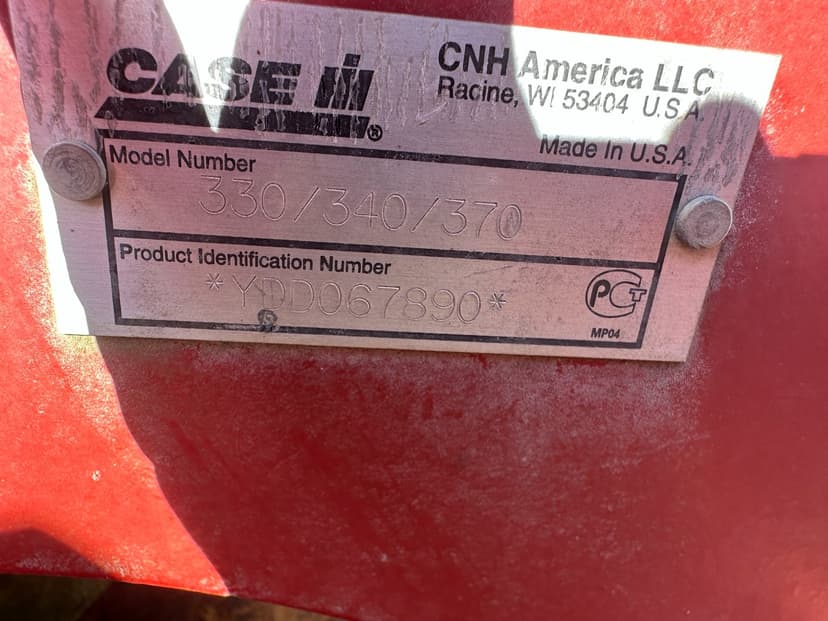 CASE IH®
CNH America LLC
Racine, WI 53404 U.S.A.
Made In U.S.A.
Model Number
330/340/370
Product Identification Number
*YDD067890*
PCT
MP04